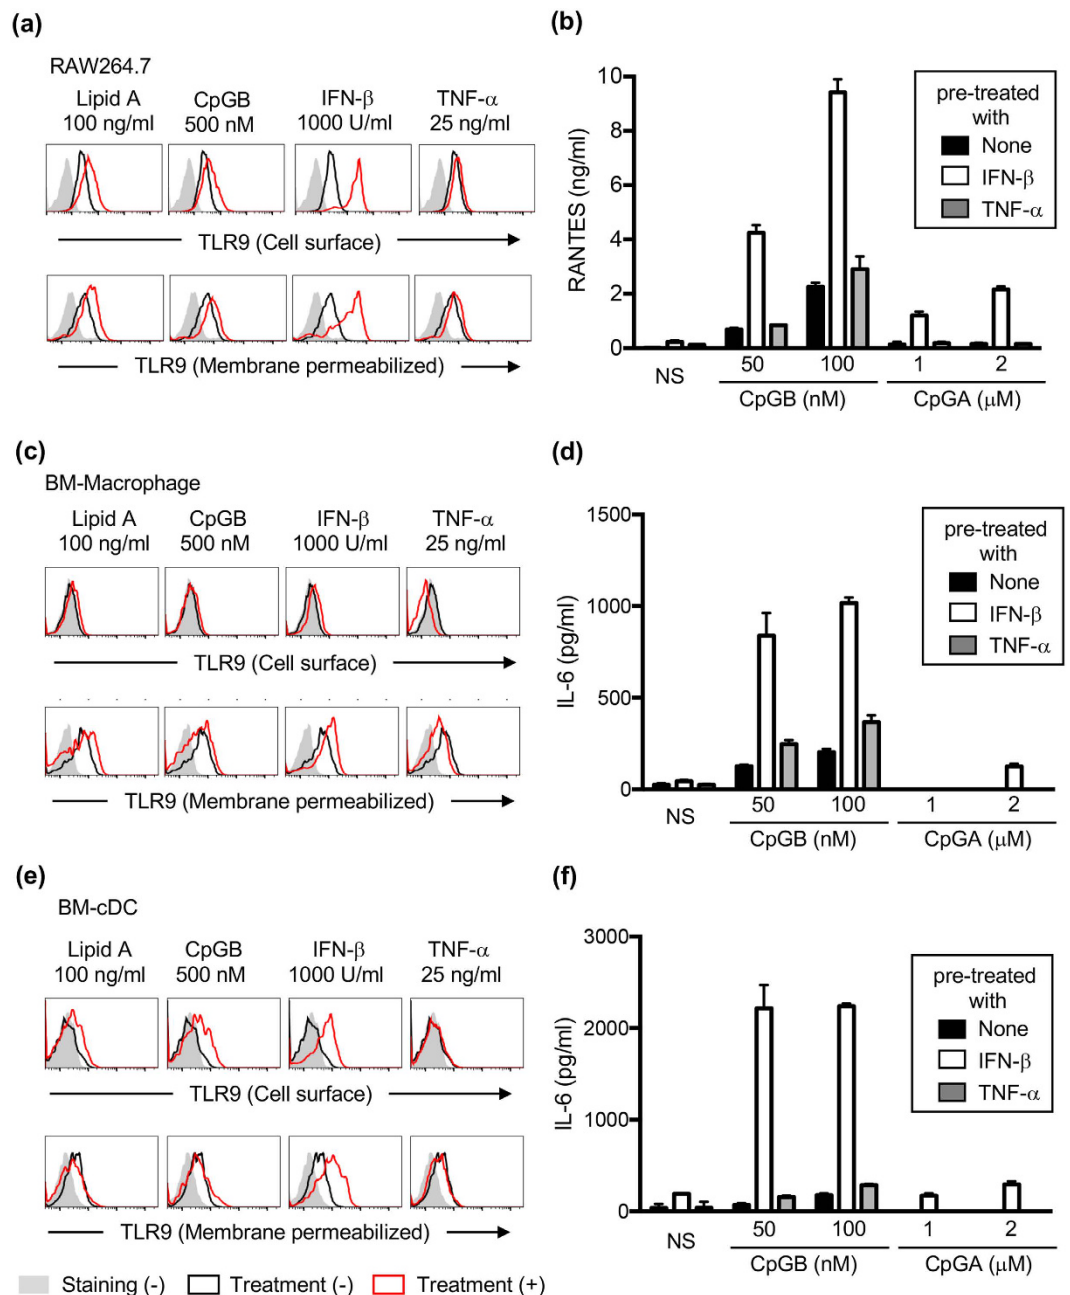 (a)
RAW264.7
Lipid A CpGB IFN-β TNF-α
100 ng/ml 500 nM 1000 U/ml 25 ng/ml
TLR9 (Cell surface)
TLR9 (Membrane permeabilized)
(b)
10
8
6
4
2
0
RANTES (ng/ml)
pre-treated
with
None
IFN-β
TNF-α
NS 50 100 1 2
CpGB (nM) CpGA (μM)
(c)
BM-Macrophage
Lipid A CpGB IFN-β TNF-α
100 ng/ml 500 nM 1000 U/ml 25 ng/ml
TLR9 (Cell surface)
TLR9 (Membrane permeabilized)
(d)
1500
1000
500
0
IL-6 (pg/ml)
pre-treated
with
None
IFN-β
TNF-α
NS 50 100 1 2
CpGB (nM) CpGA (μM)
(e)
BM-cDC
Lipid A CpGB IFN-β TNF-α
100 ng/ml 500 nM 1000 U/ml 25 ng/ml
TLR9 (Cell surface)
TLR9 (Membrane permeabilized)
(f)
3000
2000
1000
0
IL-6 (pg/ml)
pre-treated
with
None
IFN-β
TNF-α
NS 50 100 1 2
CpGB (nM) CpGA (μM)
Staining (-) Treatment (-) Treatment (+)